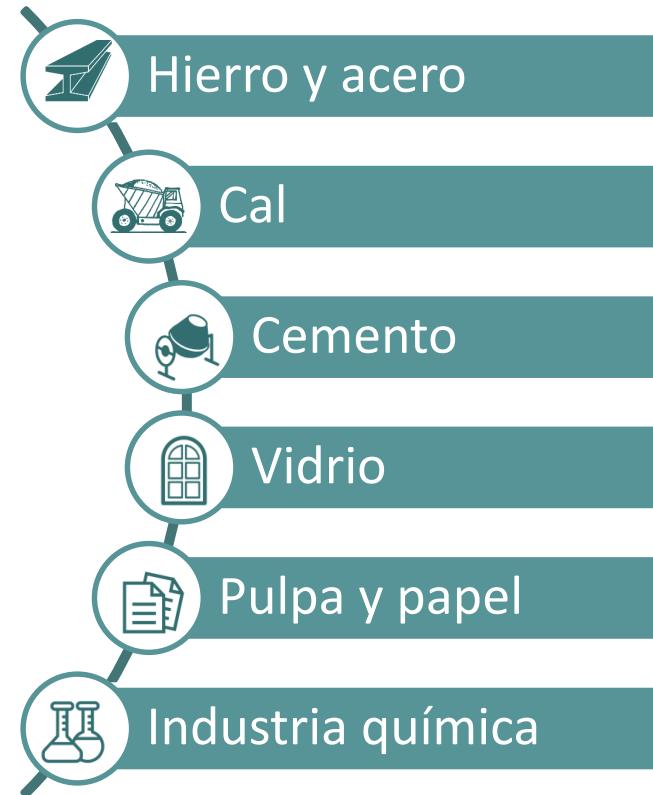 Hierro y acero
Cal
Cemento
Vidrio
Pulpa y papel
Industria química